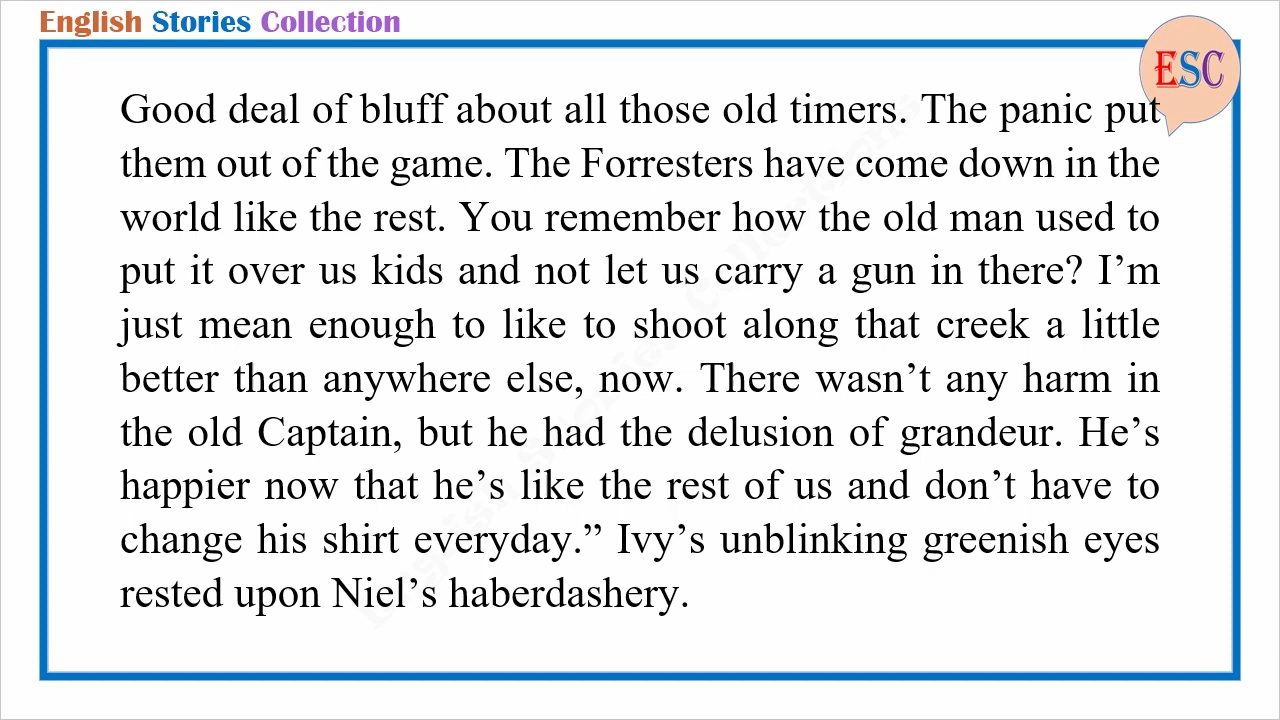 English Stories Collection
ESC
Good deal of bluff about all those old timers. The panic put
them out of the game. The Forresters have come down in the
world like the rest. You remember how the old man used to
put it over us kids and not let us carry a gun in there? I’m
just mean enough to like to shoot along that creek a little
better than anywhere else, now. There wasn’t any harm in
the old Captain, but he had the delusion of grandeur. He’s
happier now that he’s like the rest of us and don’t have to
change his shirt everyday.” Ivy’s unblinking greenish eyes
rested upon Niel’s haberdashery.
English Stories Collections